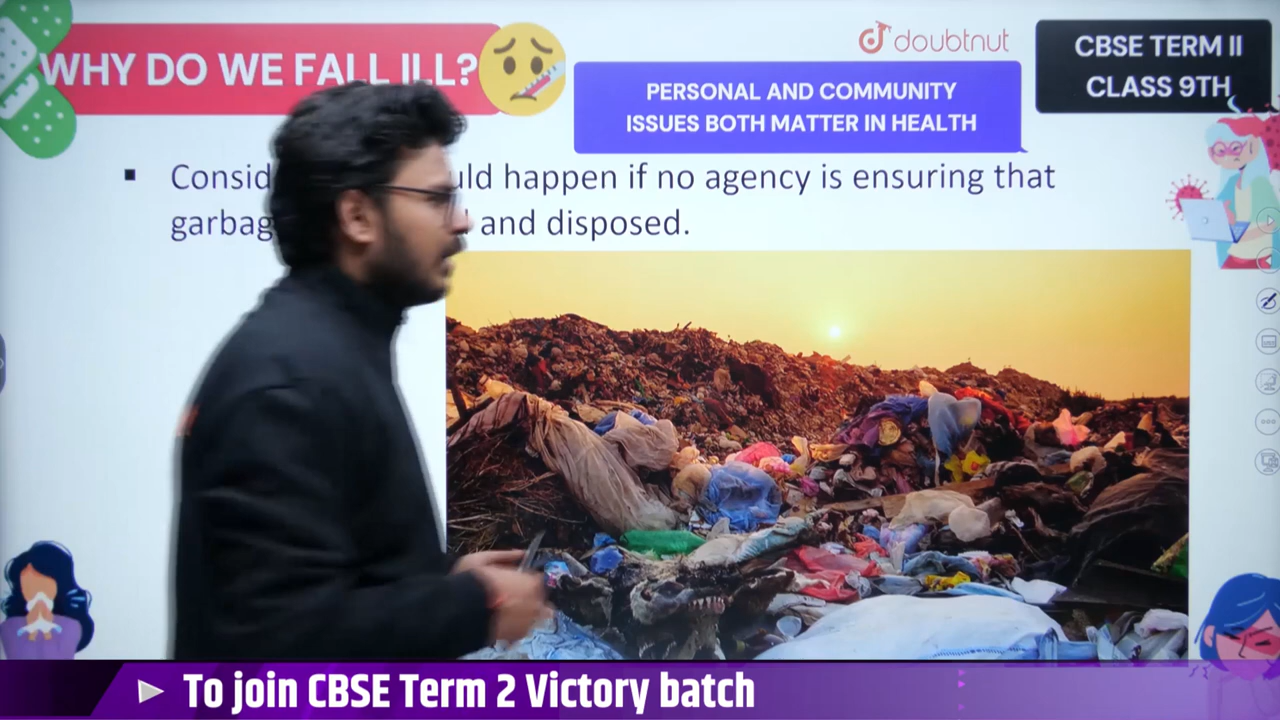 WHY DO WE FALL ILL?
doubtnut
CBSE TERM II
CLASS 9TH
PERSONAL AND COMMUNITY
ISSUES BOTH MATTER IN HEALTH
▪ Consid uld happen if no agency is ensuring that
garbag and disposed.
To join CBSE Term 2 Victory batch